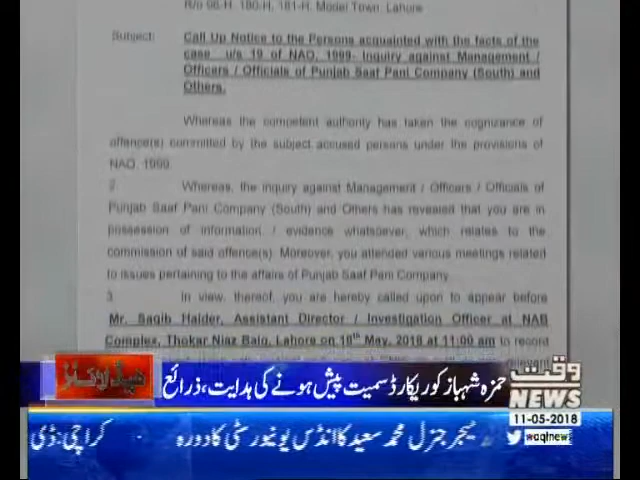 R/o 96-H, 180-H, 181-H, Model Town, Lahore
Subject: Call Up Notice to the Persons acquainted with the facts of the
case u/s 19 of NAO, 1999- Inquiry against Management /
Officers / Officials of Punjab Saaf Pani Company (South) and
Others.
Whereas the competent authority has taken the cognizance of
offence(s) committed by the subject accused persons under the provisions of
NAO, 1999.
2. Whereas, the inquiry against Management / Officers / Officials of
Punjab Saaf Pani Company (South) and Others has revealed that you are in
possession of information / evidence whatsoever, which relates to the
commission of said offence(s). Moreover, you attended various meetings related
to issues pertaining to the affairs of Punjab Saaf Pani Company.
3. In view, thereof, you are hereby called upon to appear before
Mr. Saqib Haider, Assistant Director / Investigation Officer at NAB
Complex, Thokar Niaz Baig, Lahore on 10th May, 2018 at 11:00 am to record
relevant
ہیڈ لائنز
حمزہ شہباز کو ریکارڈ سمیت پیش ہونے کی ہدایت، ذرائع
وقت
NEWS
11-05-2018
waqtnews
میجر جنرل محمد سعید کا انڈس یونیورسٹی کا دورہ
کراچی: ڈی